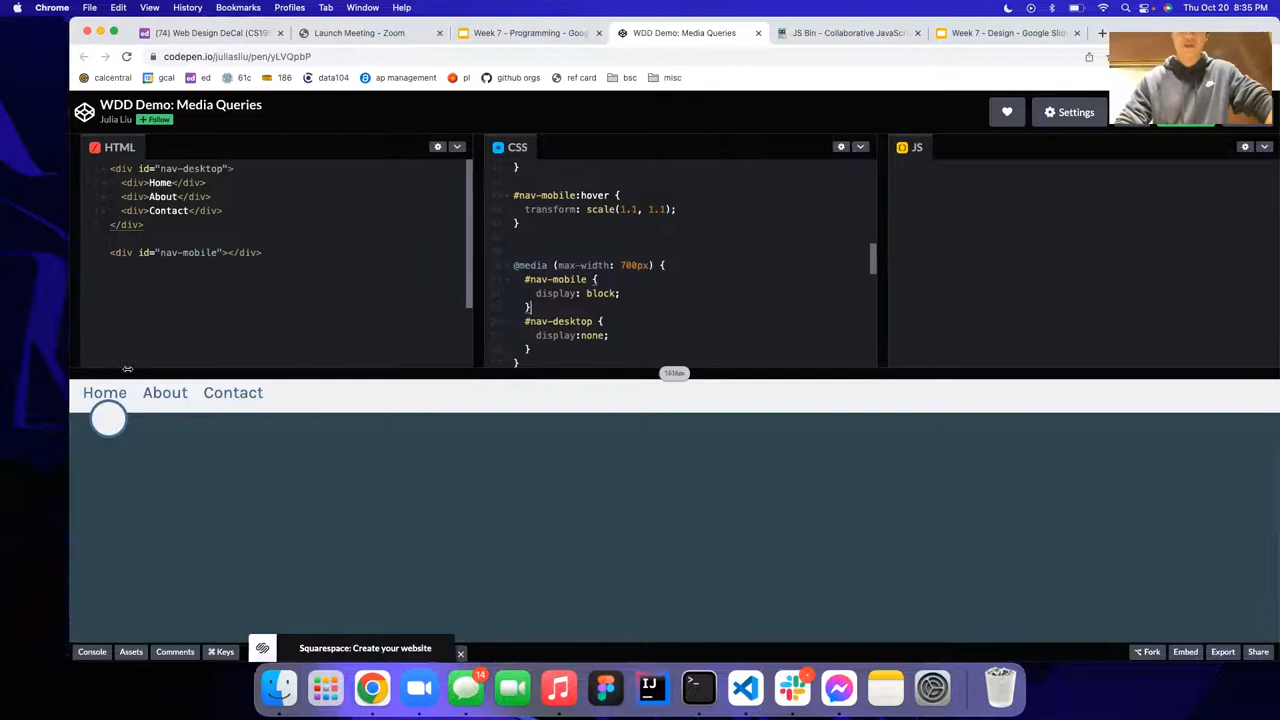 Chrome File Edit View History Bookmarks Profiles Tab Window Help Thu Oct 20 8:35 PM
(74) Web Design DeCal (CS198 Launch Meeting - Zoom Week 7 - Programming - Goog WDD Demo: Media Queries JS Bin - Collaborative JavaScr Week 7 - Design - Google Slid
codepen.io/juliasliu/pen/yLVQpbP
calcentral gcal ed 61c 186 data104 ap management pl github orgs ref card bsc misc
WDD Demo: Media Queries
Julia Liu + Follow
Settings
HTML
<div id="nav-desktop">
<div>Home</div>
<div>About</div>
<div>Contact</div>
</div>
<div id="nav-mobile"></div>
CSS
}
#nav-mobile:hover {
transform: scale(1.1, 1.1);
}
@media (max-width: 700px) {
#nav-mobile {
display: block;
}
#nav-desktop {
display:none;
}
}
JS
Home About Contact
Console Assets Comments ⌘ Keys
Squarespace: Create your website
Fork Embed Export Share
14